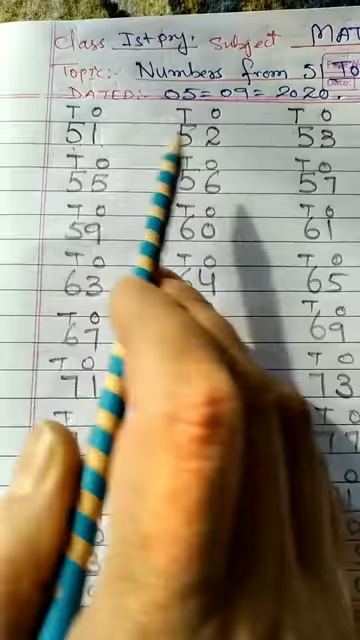 Class Ist pry. Subject MAT
Topic:- Numbers from 51 TO
DATED:- 05=09=2020.
T O T O T O
51 52 53
T O T O T O
55 56 57
T O T O T O
59 60 61
T O T O
63 64 65
T O T O
67 69
T O T O
71 73
T T O
77
O